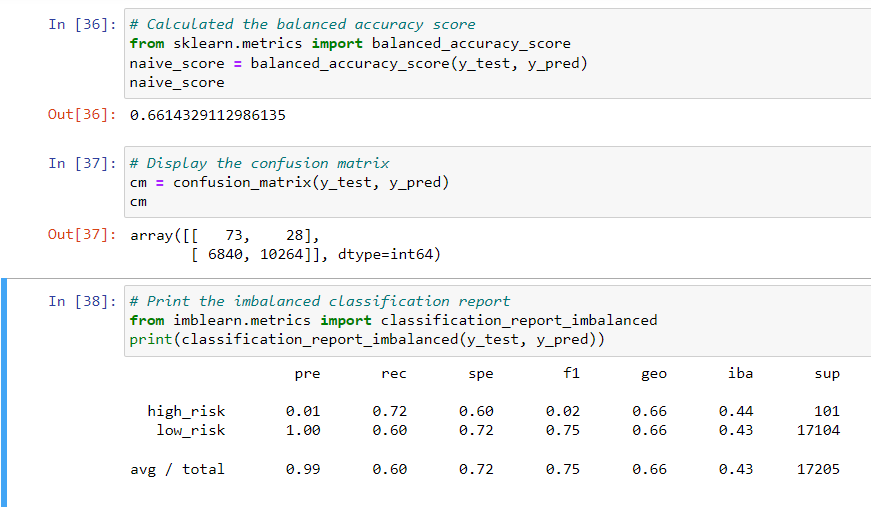 In [36]: # Calculated the balanced accuracy score
from sklearn.metrics import balanced_accuracy_score
naive_score = balanced_accuracy_score(y_test, y_pred)
naive_score
Out[36]: 0.6614329112986135
In [37]: # Display the confusion matrix
cm = confusion_matrix(y_test, y_pred)
cm
Out[37]: array([[   73,    28],
       [ 6840, 10264]], dtype=int64)
In [38]: # Print the imbalanced classification report
from imblearn.metrics import classification_report_imbalanced
print(classification_report_imbalanced(y_test, y_pred))
pre rec spe f1 geo iba sup
high_risk 0.01 0.72 0.60 0.02 0.66 0.44 101
low_risk 1.00 0.60 0.72 0.75 0.66 0.43 17104
avg / total 0.99 0.60 0.72 0.75 0.66 0.43 17205